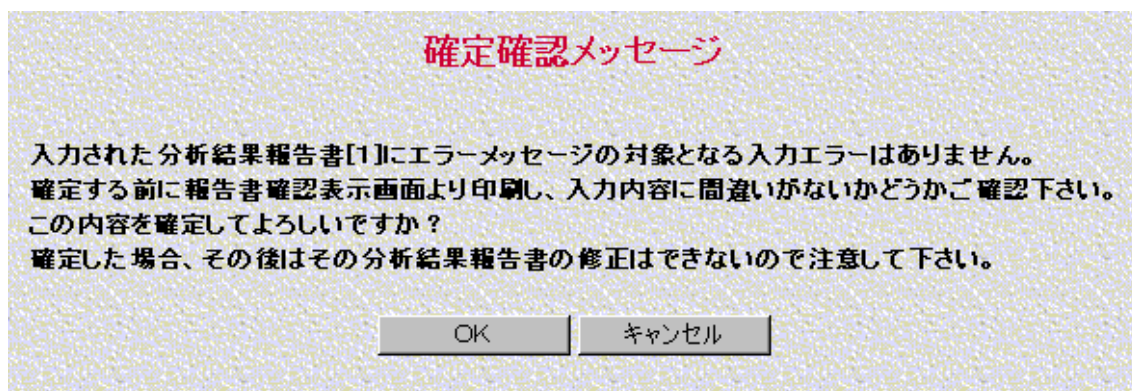 確定確認メッセージ
入力された分析結果報告書[1]にエラーメッセージの対象となる入力エラーはありません。
確定する前に報告書確認表示画面より印刷し、入力内容に間違いがないかどうかご確認下さい。
この内容を確定してよろしいですか？
確定した場合、その後はその分析結果報告書の修正はできないので注意して下さい。
OK キャンセル